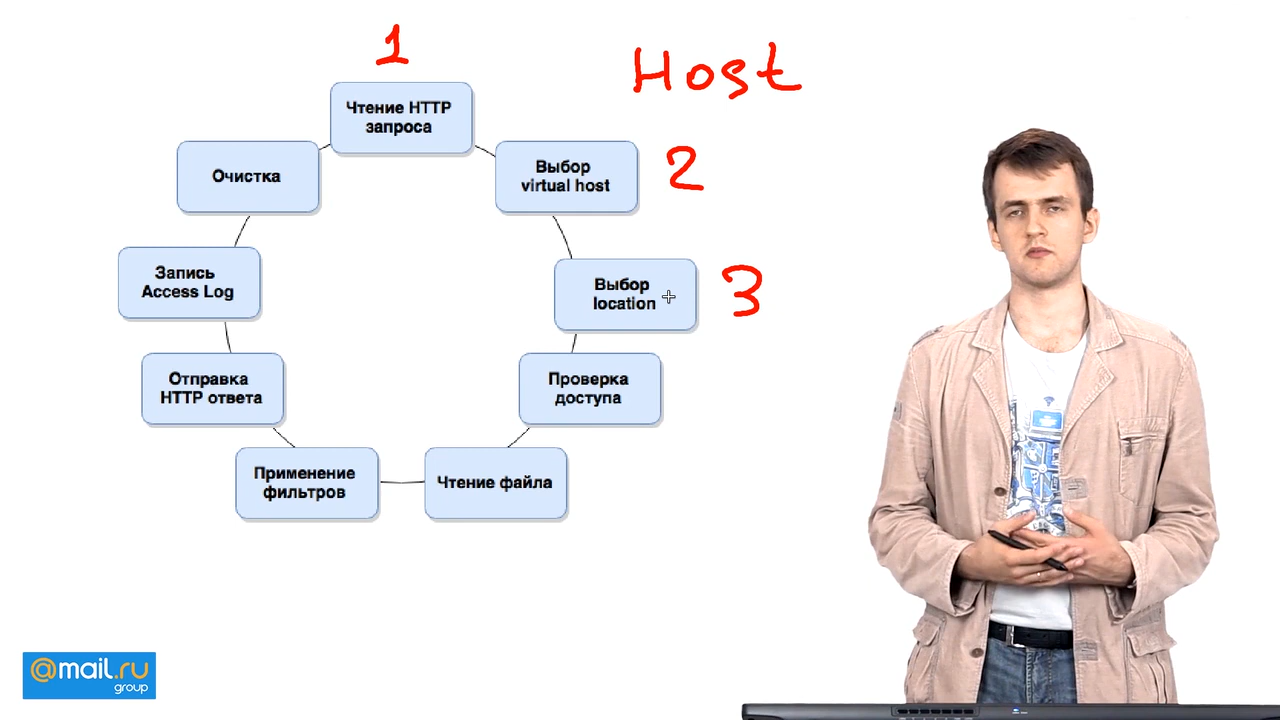 1
Host
Чтение HTTP
запроса
Выбор
virtual host
2
Выбор
location
3
Проверка
доступа
Чтение файла
Применение
фильтров
Отправка
HTTP ответа
Запись
Access Log
Очистка
@mail.ru
group